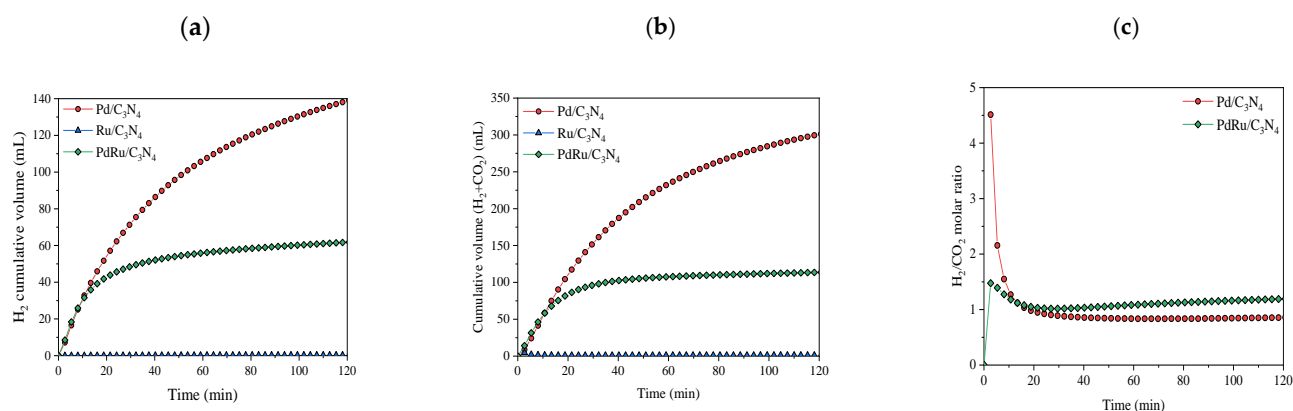 (a)
H₂ cumulative volume (mL)
140
120
100
80
60
40
20
0
Pd/C₃N₄
Ru/C₃N₄
PdRu/C₃N₄
0 20 40 60 80 100 120
Time (min)
(b)
Cumulative volume (H₂+CO₂) (mL)
350
300
250
200
150
100
50
0
Pd/C₃N₄
Ru/C₃N₄
PdRu/C₃N₄
0 20 40 60 80 100 120
Time (min)
(c)
H₂/CO₂ molar ratio
5
4
3
2
1
0
Pd/C₃N₄
PdRu/C₃N₄
0 20 40 60 80 100 120
Time (min)